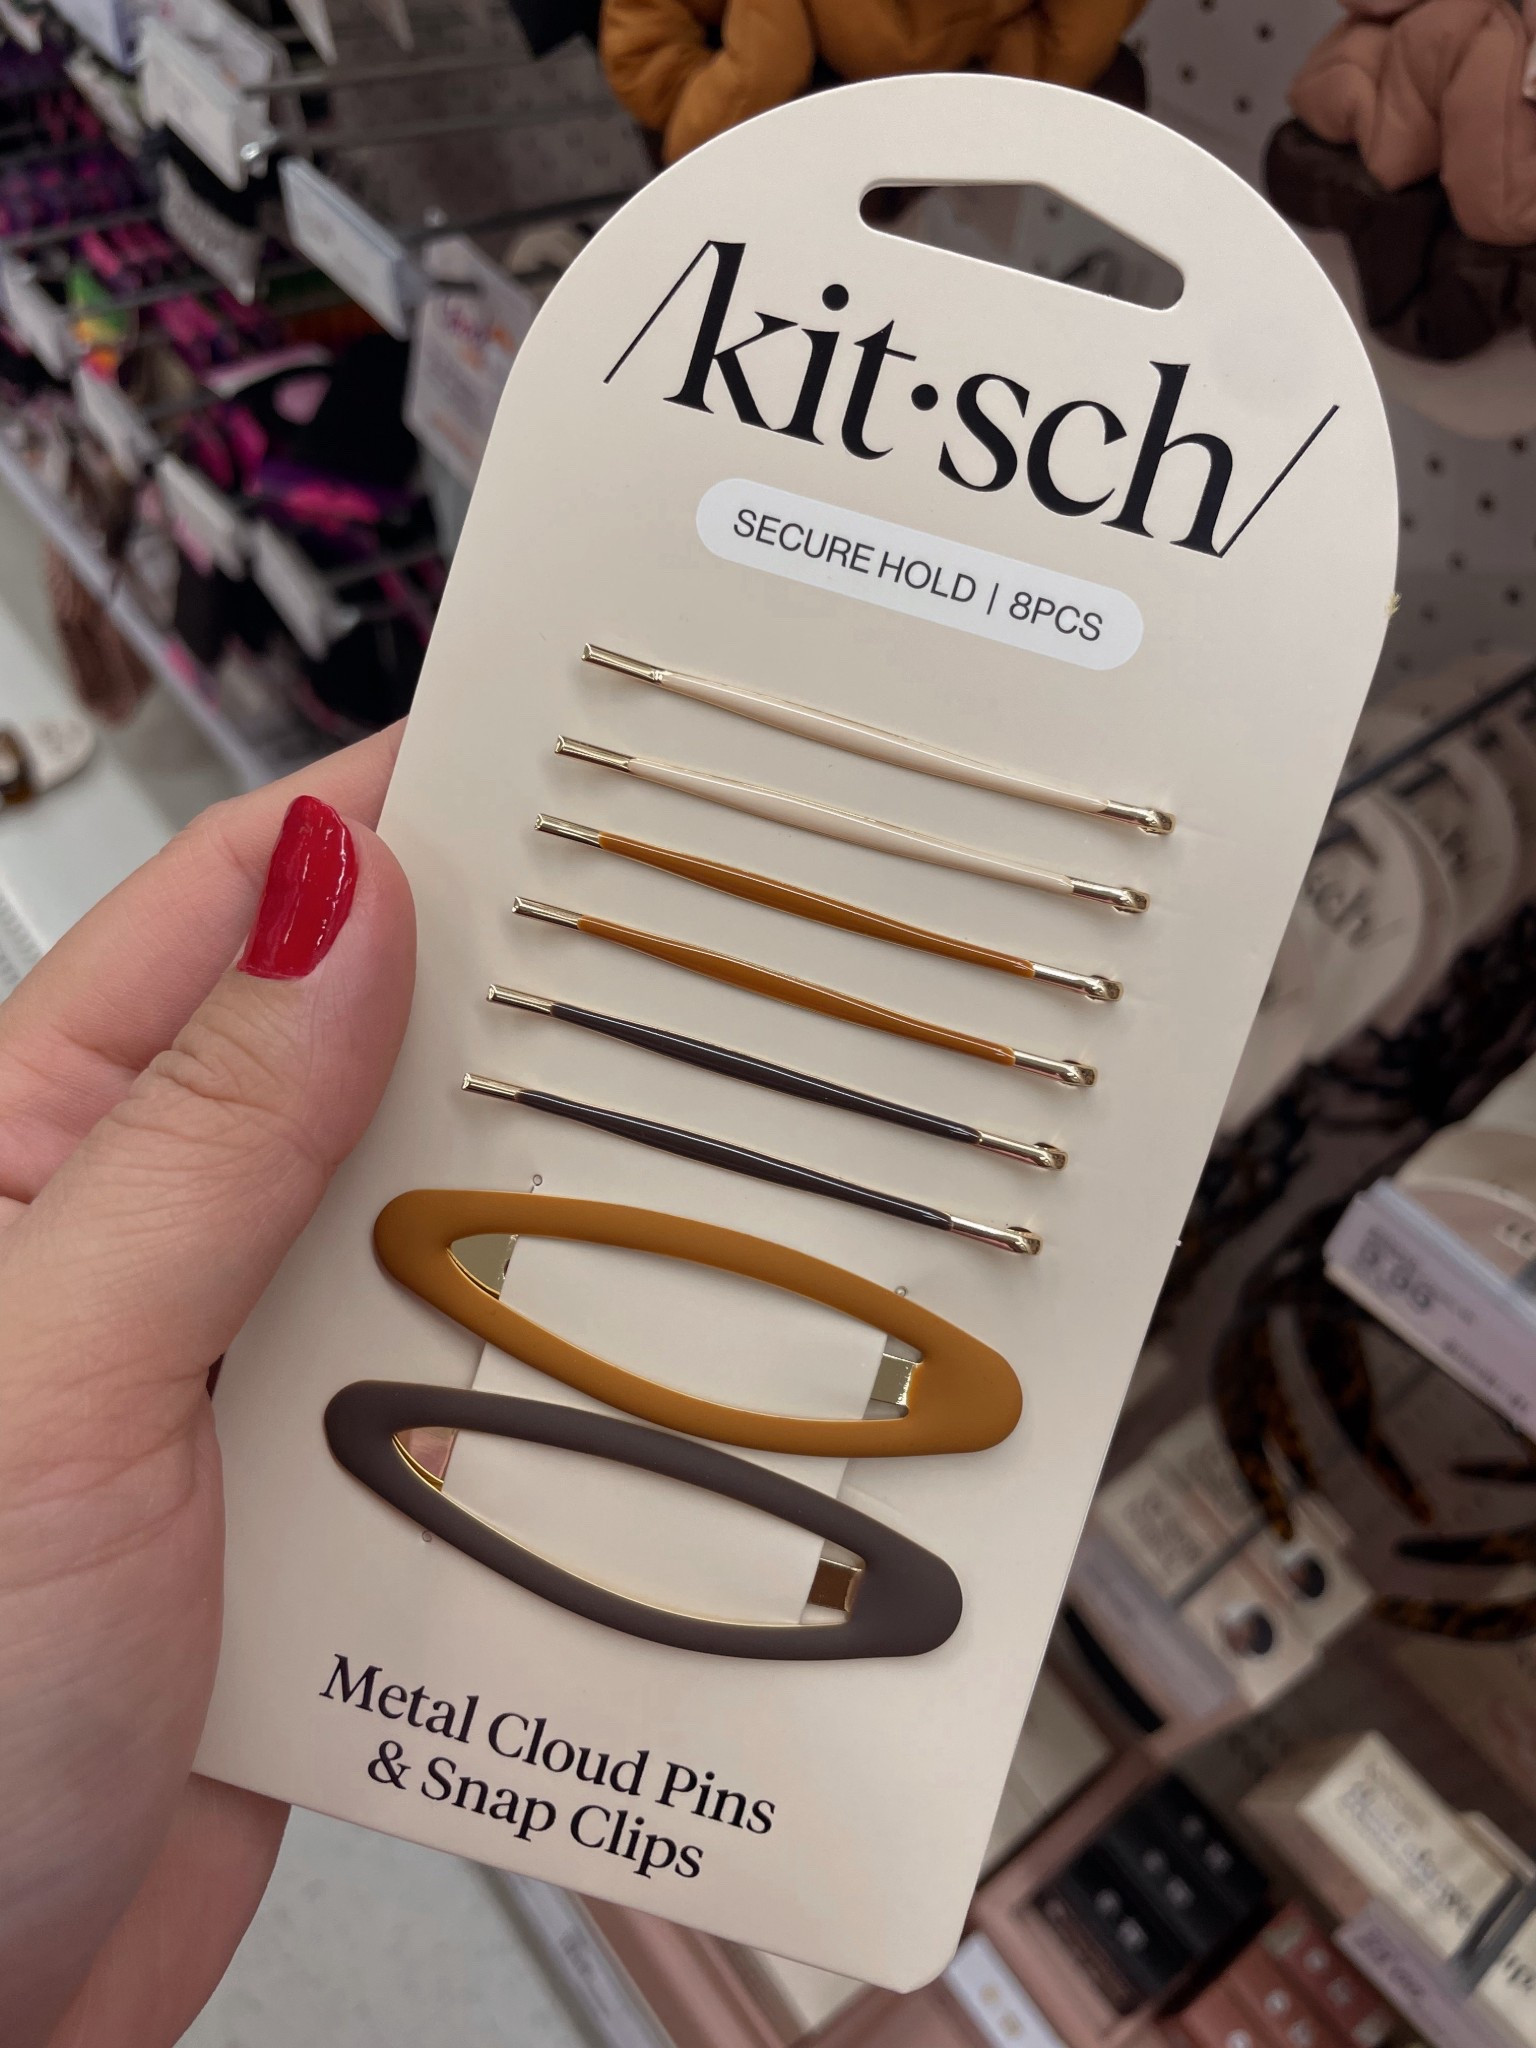 /kit·sch/
SECURE HOLD | 8PCS
Metal Cloud Pins
& Snap Clips